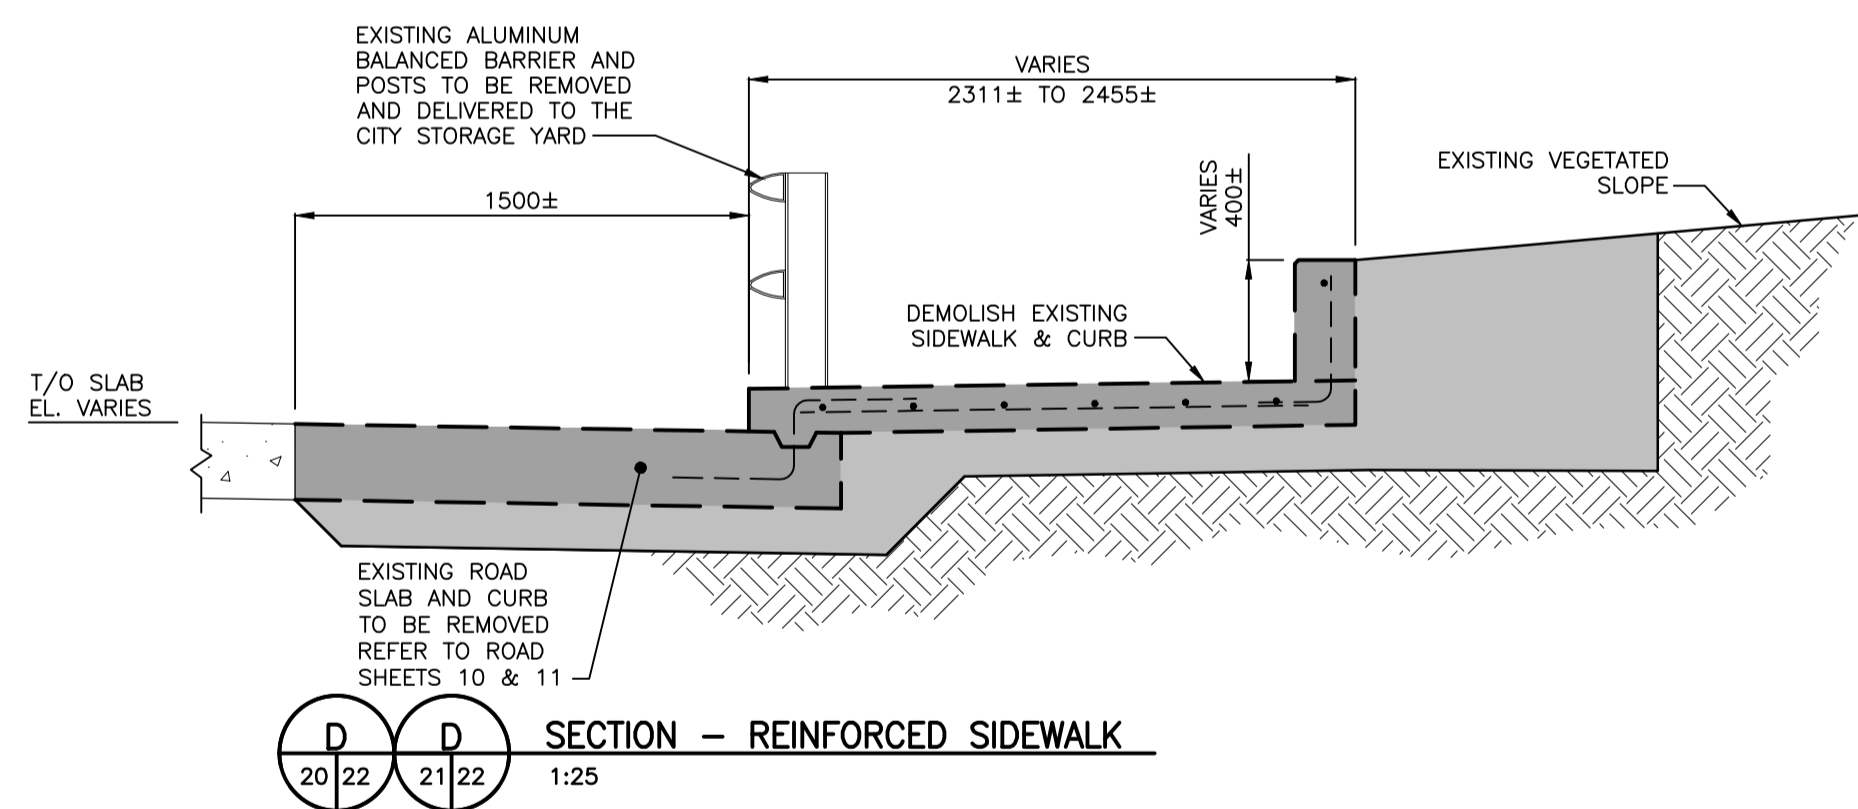 EXISTING ALUMINUM
BALANCED BARRIER AND
POSTS TO BE REMOVED
AND DELIVERED TO THE
CITY STORAGE YARD
VARIES
2311± TO 2455±
1500±
VARIES
400±
EXISTING VEGETATED
SLOPE
DEMOLISH EXISTING
SIDEWALK & CURB
T/O SLAB
EL. VARIES
EXISTING ROAD
SLAB AND CURB
TO BE REMOVED
REFER TO ROAD
SHEETS 10 & 11
D
20 22
D
21 22
SECTION – REINFORCED SIDEWALK
1:25